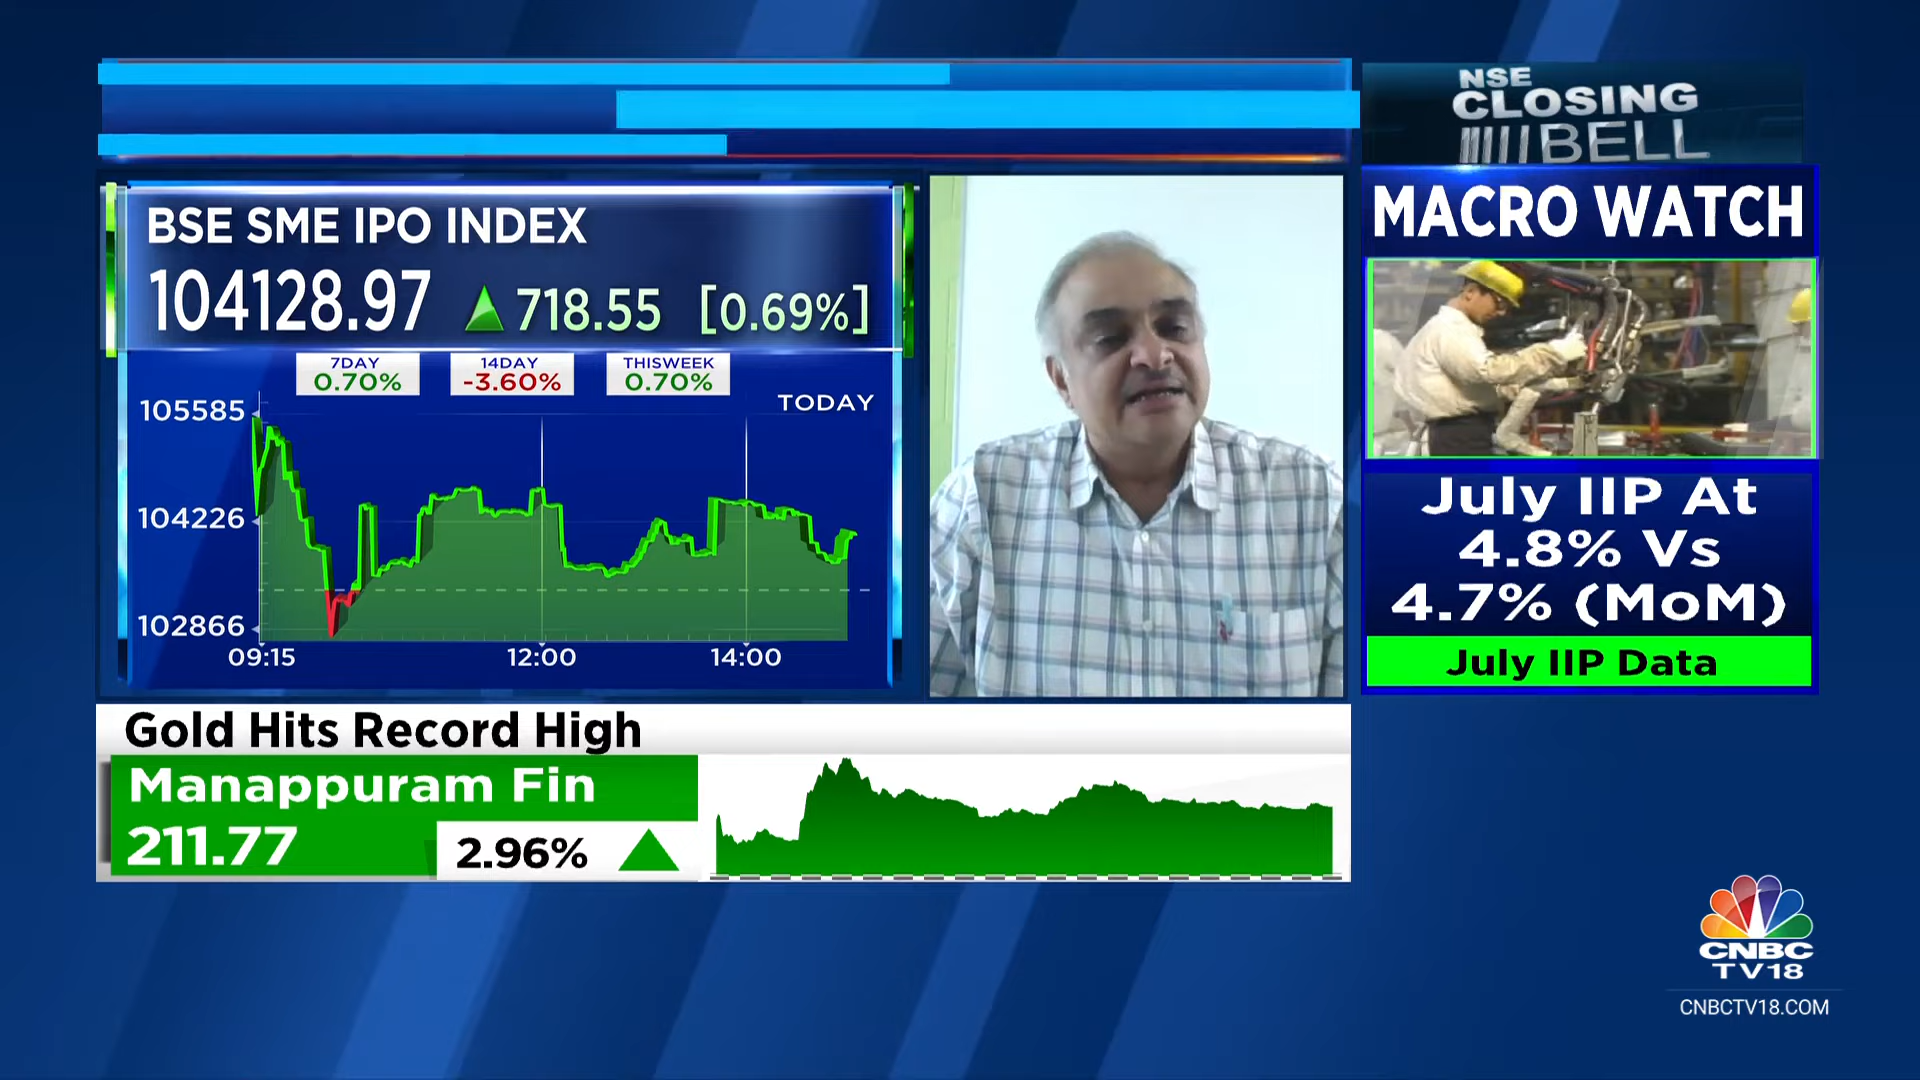 NSE
CLOSING
BELL
BSE SME IPO INDEX
104128.97 ▲ 718.55 [0.69%]
7DAY
0.70%
14DAY
-3.60%
THISWEEK
0.70%
TODAY
105585
104226
102866
09:15
12:00
14:00
MACRO WATCH
July IIP At
4.8% Vs
4.7% (MoM)
July IIP Data
Gold Hits Record High
Manappuram Fin
211.77
2.96%
CNBC
TV18
CNBCTV18.COM